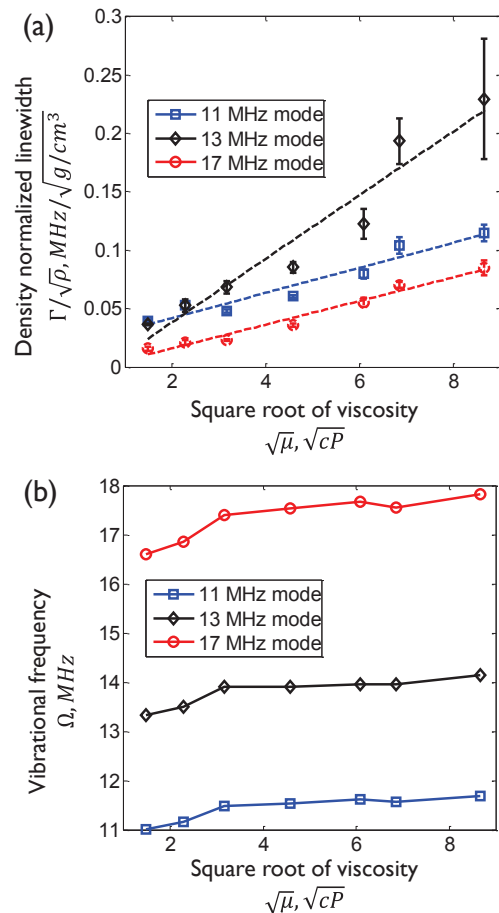 (a)
0.3
0.25
0.2
0.15
0.1
0.05
0
11 MHz mode
13 MHz mode
17 MHz mode
Density normalized linewidth
Γ/√ρ, MHz/√g/cm³
2 4 6 8
Square root of viscosity
√μ, √cP
(b)
18
17
16
15
14
13
12
11
11 MHz mode
13 MHz mode
17 MHz mode
Vibrational frequency
Ω, MHz
2 4 6 8
Square root of viscosity
√μ, √cP